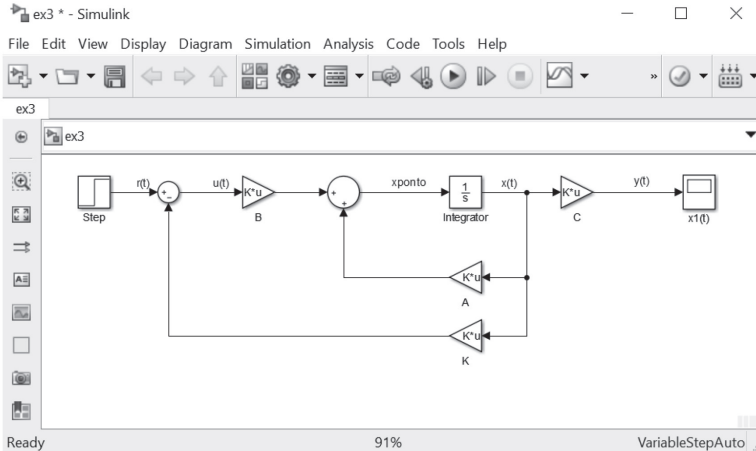 ex3 * - Simulink
File Edit View Display Diagram Simulation Analysis Code Tools Help
»
ex3
ex3
r(t) u(t) xponto x(t) y(t)
+ − K*u + + 1/s K*u
Step B Integrator C x1(t)
K*u
A
K*u
K
Ready 91% VariableStepAuto